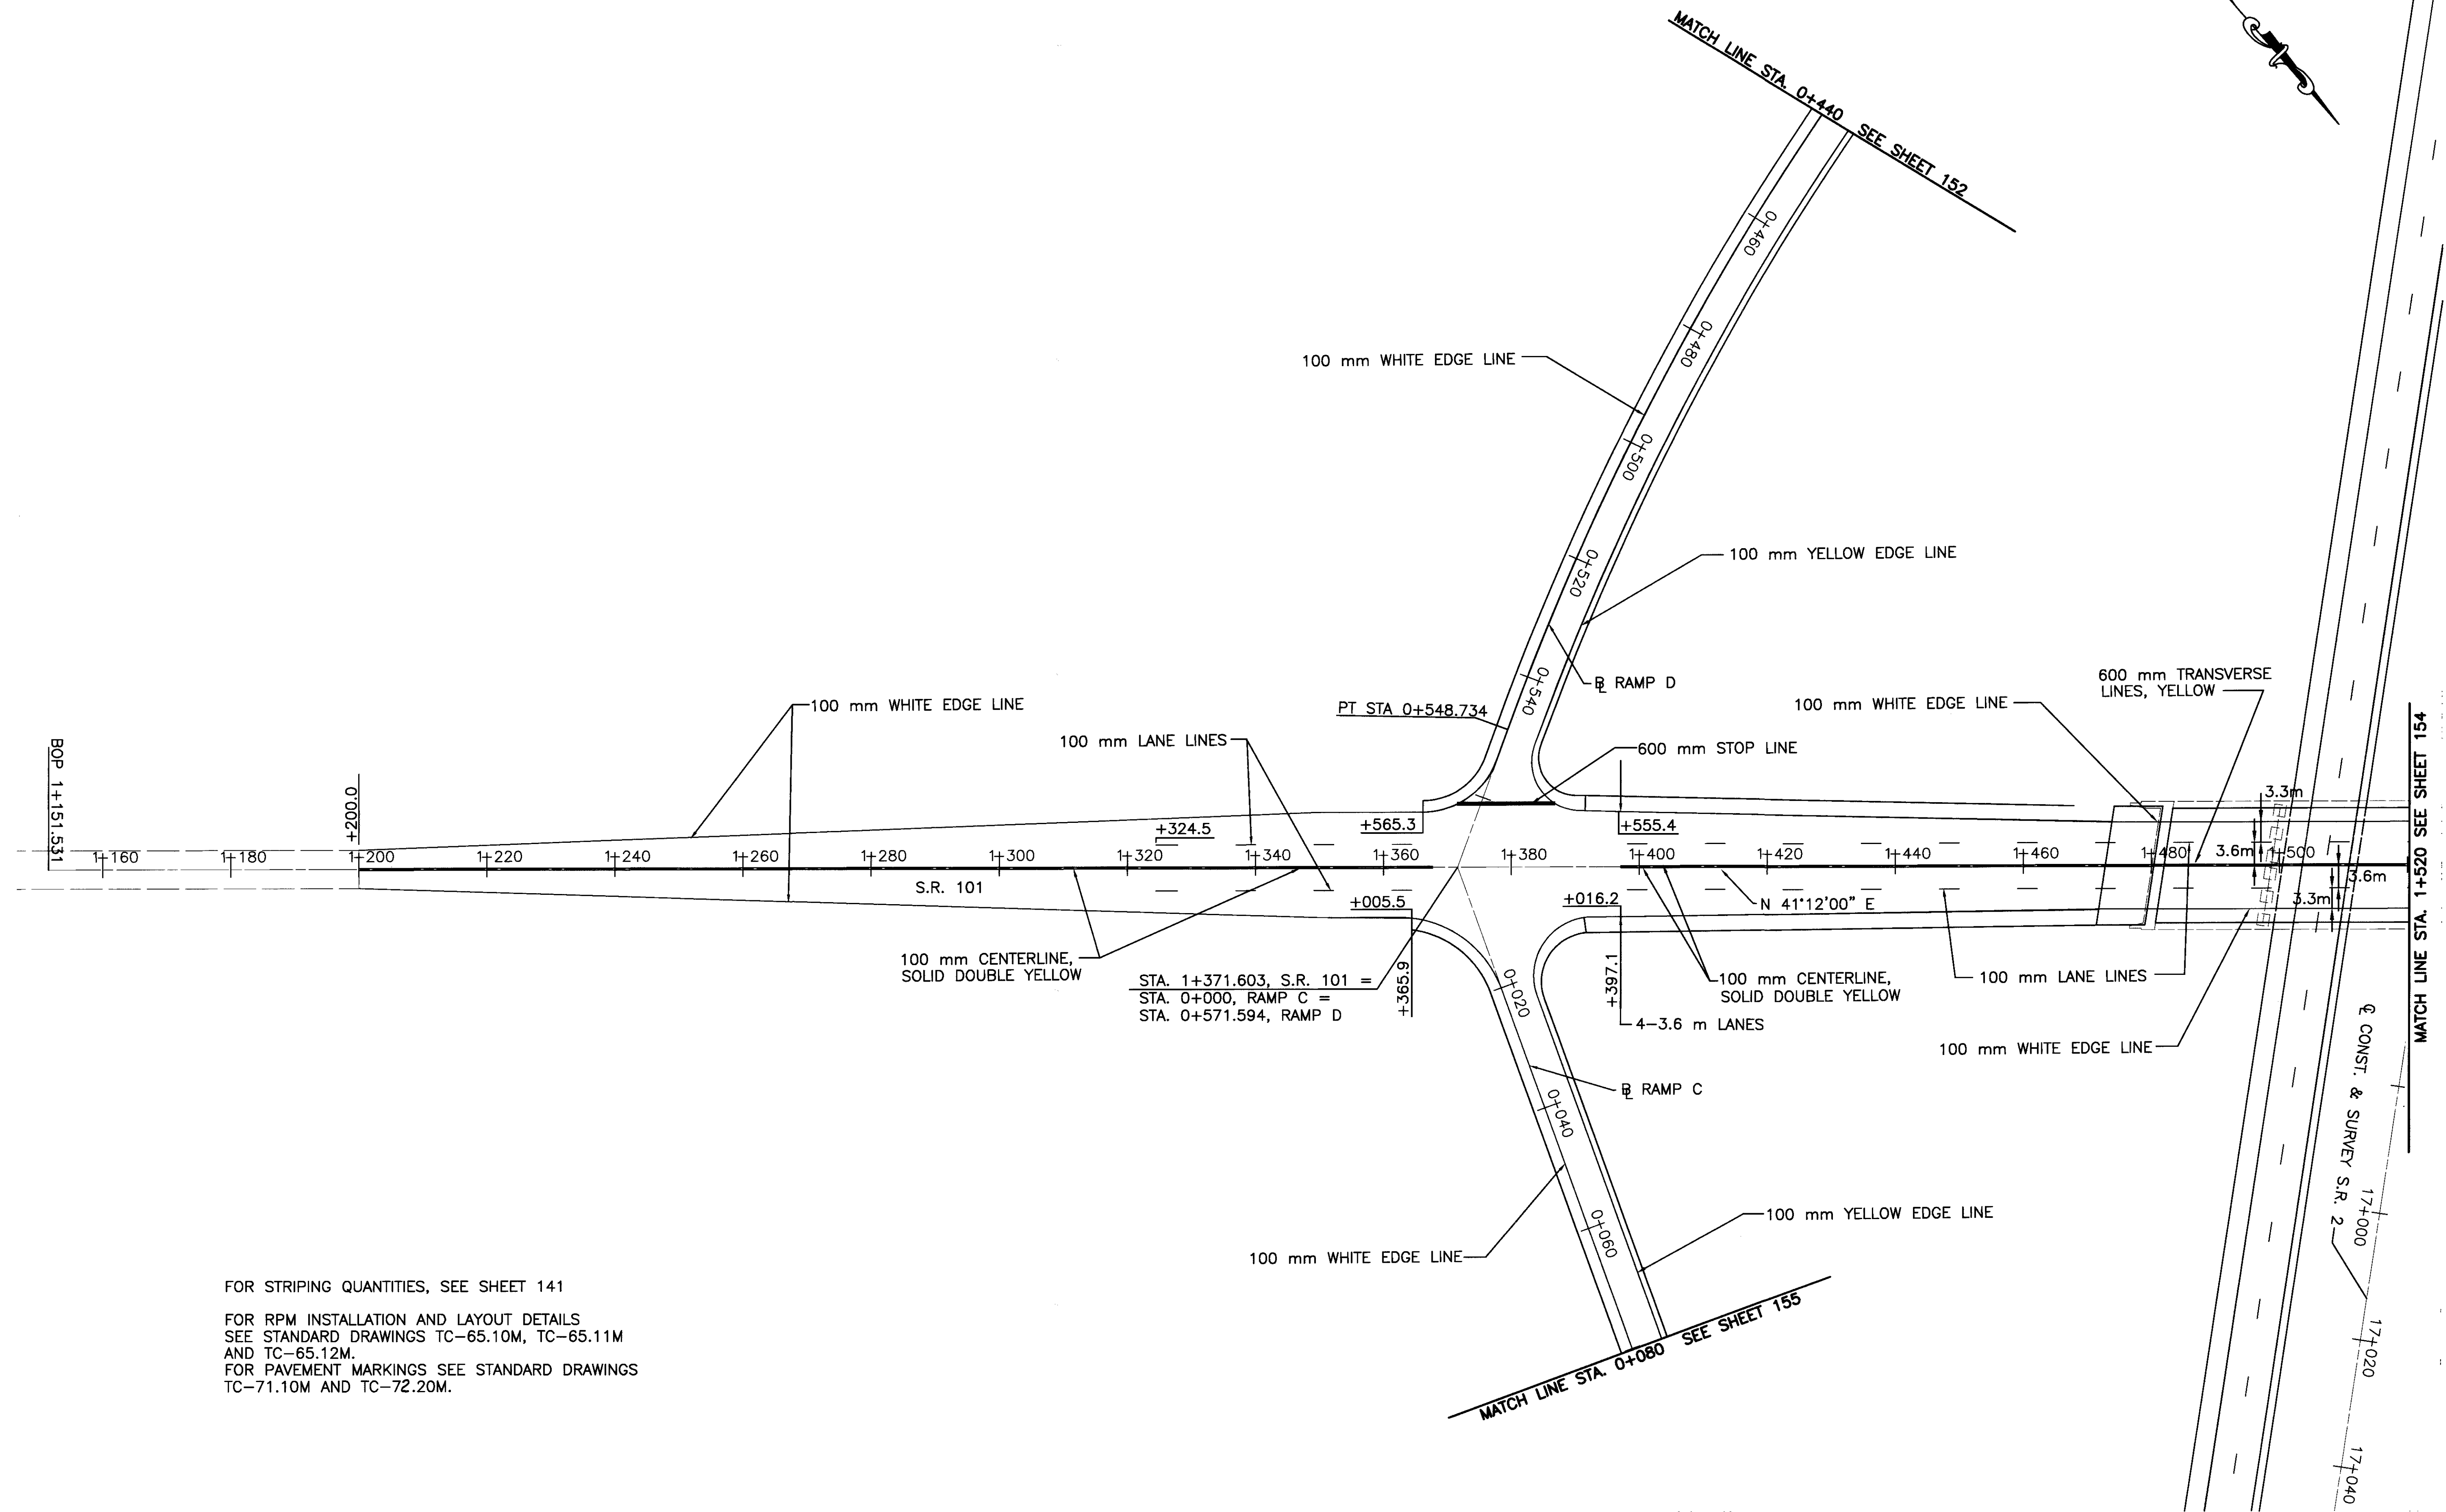 MATCH LINE STA. 0+440 SEE SHEET 152
0+460
0+480
100 mm WHITE EDGE LINE
0+500
0+520
100 mm YELLOW EDGE LINE
0+540
BL RAMP D
PT STA 0+548.734
600 mm TRANSVERSE
LINES, YELLOW
100 mm WHITE EDGE LINE
100 mm WHITE EDGE LINE
100 mm LANE LINES
600 mm STOP LINE
MATCH LINE STA. 1+520 SEE SHEET 154
BOP 1+151.531
+200.0
+324.5
+565.3
+555.4
3.3m
3.6m
3.6m
3.3m
1+160
1+180
1+200
1+220
1+240
1+260
1+280
1+300
1+320
1+340
1+360
1+380
1+400
1+420
1+440
1+460
1+480
1+500
S.R. 101
+005.5
+016.2
N 41°12'00" E
100 mm CENTERLINE,
SOLID DOUBLE YELLOW
STA. 1+371.603, S.R. 101 =
STA. 0+000, RAMP C =
STA. 0+571.594, RAMP D
+365.9
+397.1
0+020
100 mm CENTERLINE,
SOLID DOUBLE YELLOW
4-3.6 m LANES
100 mm LANE LINES
100 mm WHITE EDGE LINE
CL CONST. & SURVEY S.R. 2
BL RAMP C
0+040
0+060
100 mm YELLOW EDGE LINE
100 mm WHITE EDGE LINE
17+000
17+020
17+040
MATCH LINE STA. 0+080 SEE SHEET 155
FOR STRIPING QUANTITIES, SEE SHEET 141
FOR RPM INSTALLATION AND LAYOUT DETAILS
SEE STANDARD DRAWINGS TC-65.10M, TC-65.11M
AND TC-65.12M.
FOR PAVEMENT MARKINGS SEE STANDARD DRAWINGS
TC-71.10M AND TC-72.20M.